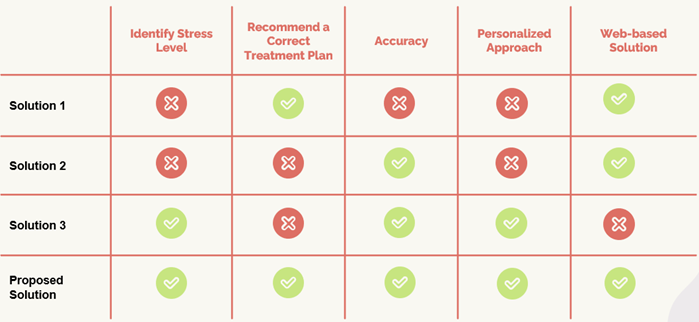 Identify Stress
Level
Recommend a
Correct
Treatment Plan
Accuracy
Personalized
Approach
Web-based
Solution
Solution 1
Solution 2
Solution 3
Proposed
Solution